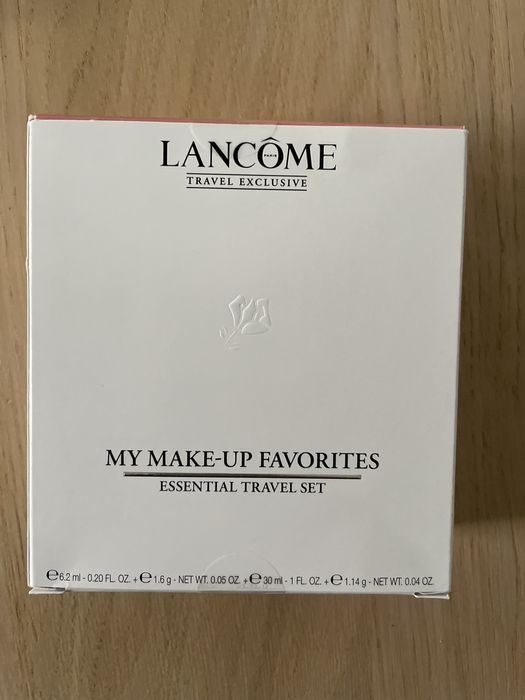 LANCÔME
PARIS
TRAVEL EXCLUSIVE
MY MAKE-UP FAVORITES
ESSENTIAL TRAVEL SET
℮6.2 ml - 0.20 FL. OZ. + ℮1.6 g - NET WT. 0.05 OZ. + ℮30 ml - 1 FL. OZ. + ℮1.14 g - NET WT. 0.04 OZ.